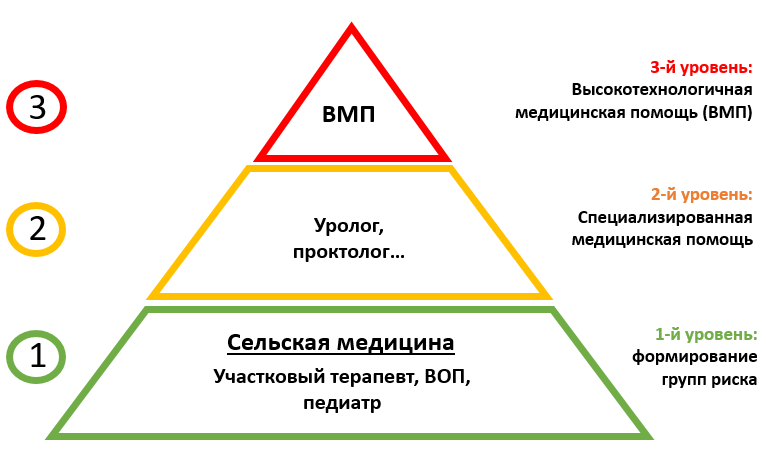 3
ВМП
3-й уровень:
Высокотехнологичная
медицинская помощь (ВМП)
2
Уролог,
проктолог...
2-й уровень:
Специализированная
медицинская помощь
1
Сельская медицина
Участковый терапевт, ВОП,
педиатр
1-й уровень:
формирование
групп риска